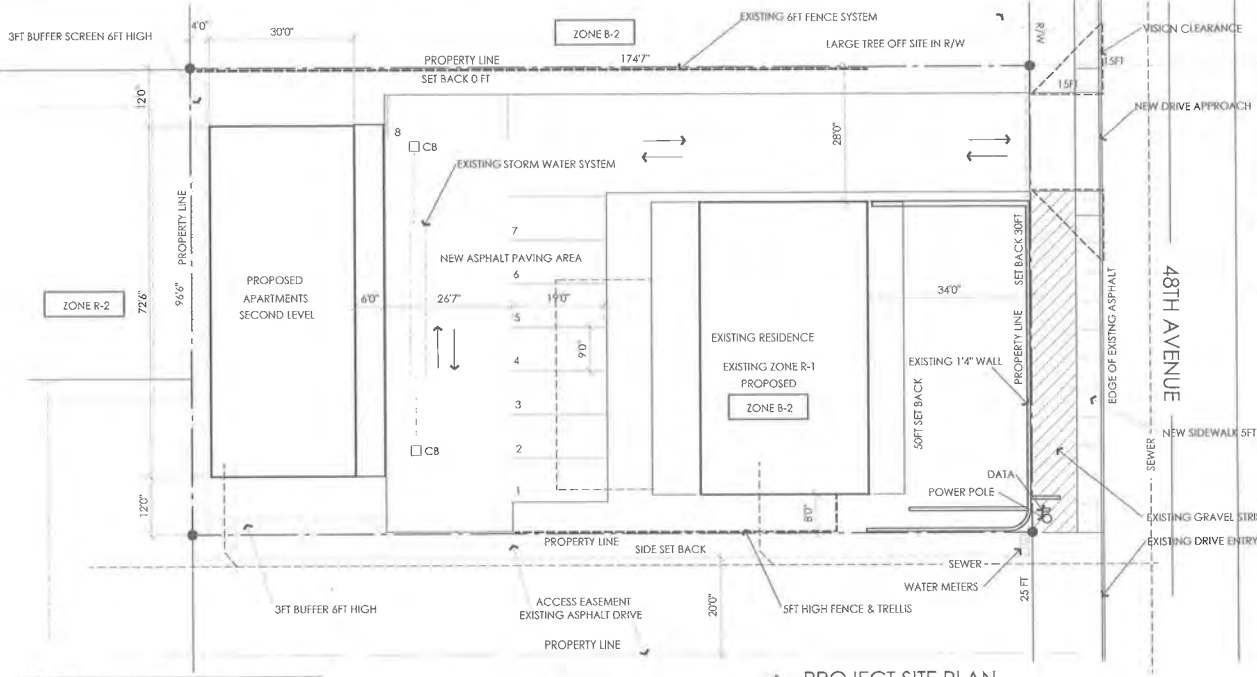 4'0"
30'0"
ZONE B-2
EXISTING 6FT FENCE SYSTEM
R/W
VISION CLEARANCE
3FT BUFFER SCREEN 6FT HIGH
LARGE TREE OFF SITE IN R/W
PROPERTY LINE
174'7"
SET BACK 0 FT
15FT
15FT
12'0"
NEW DRIVE APPROACH
8
CB
28'0"
EXISTING STORM WATER SYSTEM
PROPERTY LINE
96'6"
72'6"
7
NEW ASPHALT PAVING AREA
6
SET BACK 30FT
PROPERTY LINE
PROPOSED
APARTMENTS
SECOND LEVEL
ZONE R-2
6'0"
26'7"
19'0"
34'0"
5
9'0"
4
3
2
1
EXISTING RESIDENCE
EXISTING ZONE R-1
PROPOSED
ZONE B-2
EXISTING 1'4" WALL
50FT SET BACK
EDGE OF EXISTNG ASPHALT
48TH AVENUE
NEW SIDEWALK 5FT
SEWER
CB
DATA
POWER POLE
12'0"
8'0"
EXISTING GRAVEL STRI
EXISTING DRIVE ENTRY
PROPERTY LINE
SIDE SET BACK
SEWER
WATER METERS
25 FT
3FT BUFFER 6FT HIGH
ACCESS EASEMENT
EXISTING ASPHALT DRIVE
20'0"
5FT HIGH FENCE & TRELLIS
PROPERTY LINE
PROJECT SITE PLAN